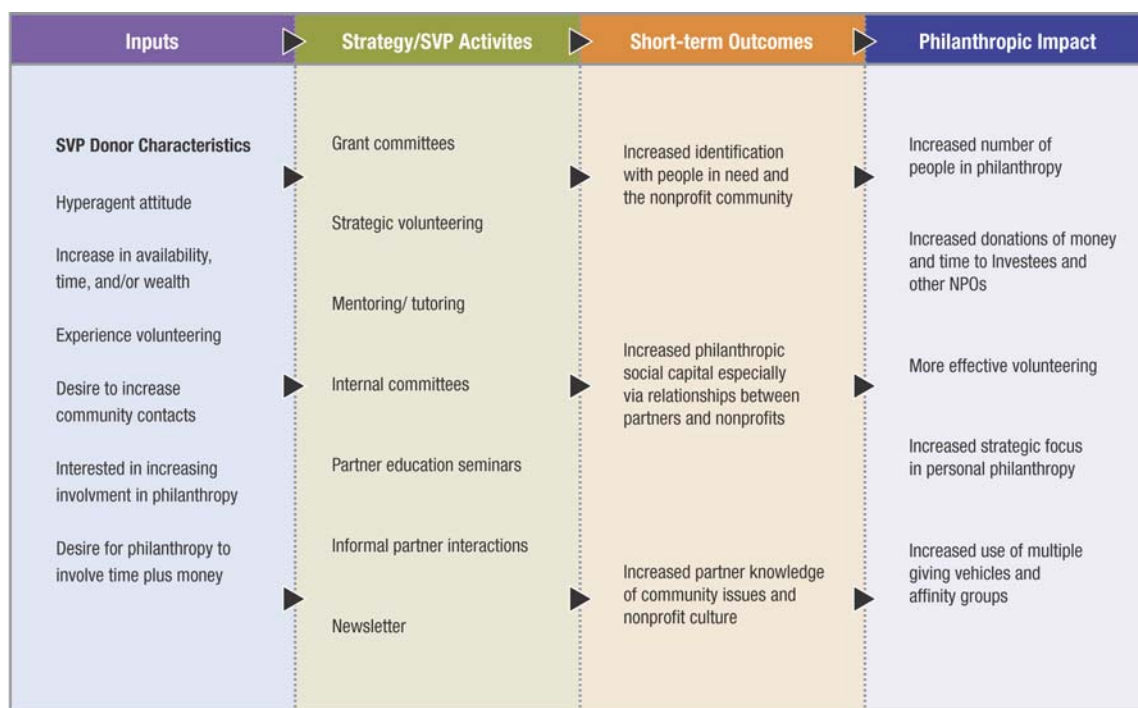 Inputs
Strategy/SVP Activites
Short-term Outcomes
Philanthropic Impact
SVP Donor Characteristics
Hyperagent attitude
Increase in availability,
time, and/or wealth
Experience volunteering
Desire to increase
community contacts
Interested in increasing
involvment in philanthropy
Desire for philanthropy to
involve time plus money
Grant committees
Strategic volunteering
Mentoring/ tutoring
Internal committees
Partner education seminars
Informal partner interactions
Newsletter
Increased identification
with people in need and
the nonprofit community
Increased philanthropic
social capital especially
via relationships between
partners and nonprofits
Increased partner knowledge
of community issues and
nonprofit culture
Increased number of
people in philanthropy
Increased donations of money
and time to Investees and
other NPOs
More effective volunteering
Increased strategic focus
in personal philanthropy
Increased use of multiple
giving vehicles and
affinity groups